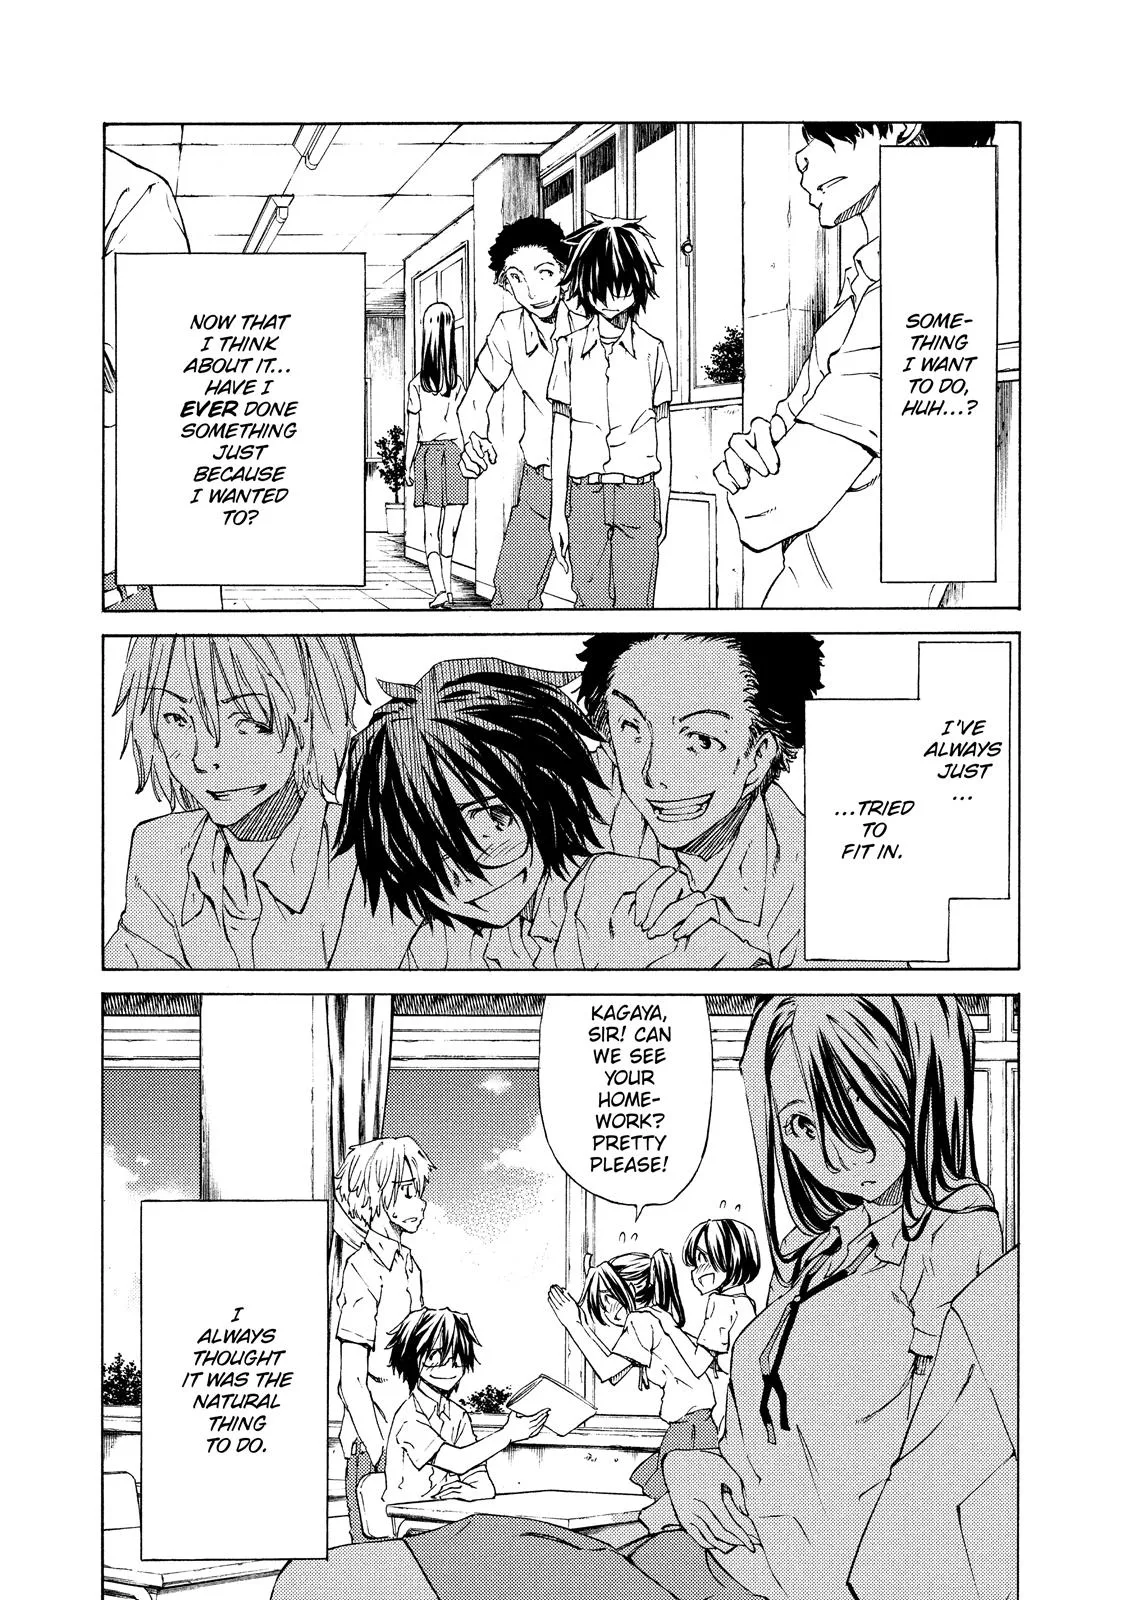 SOME-
THING
I WANT
TO DO,
HUH...?
NOW THAT
I THINK
ABOUT IT...
HAVE I
EVER DONE
SOMETHING
JUST
BECAUSE
I WANTED
TO?
I'VE
ALWAYS
JUST
...
...TRIED
TO
FIT IN.
KAGAYA,
SIR! CAN
WE SEE
YOUR
HOME-
WORK?
PRETTY
PLEASE!
I
ALWAYS
THOUGHT
IT WAS THE
NATURAL
THING
TO DO.